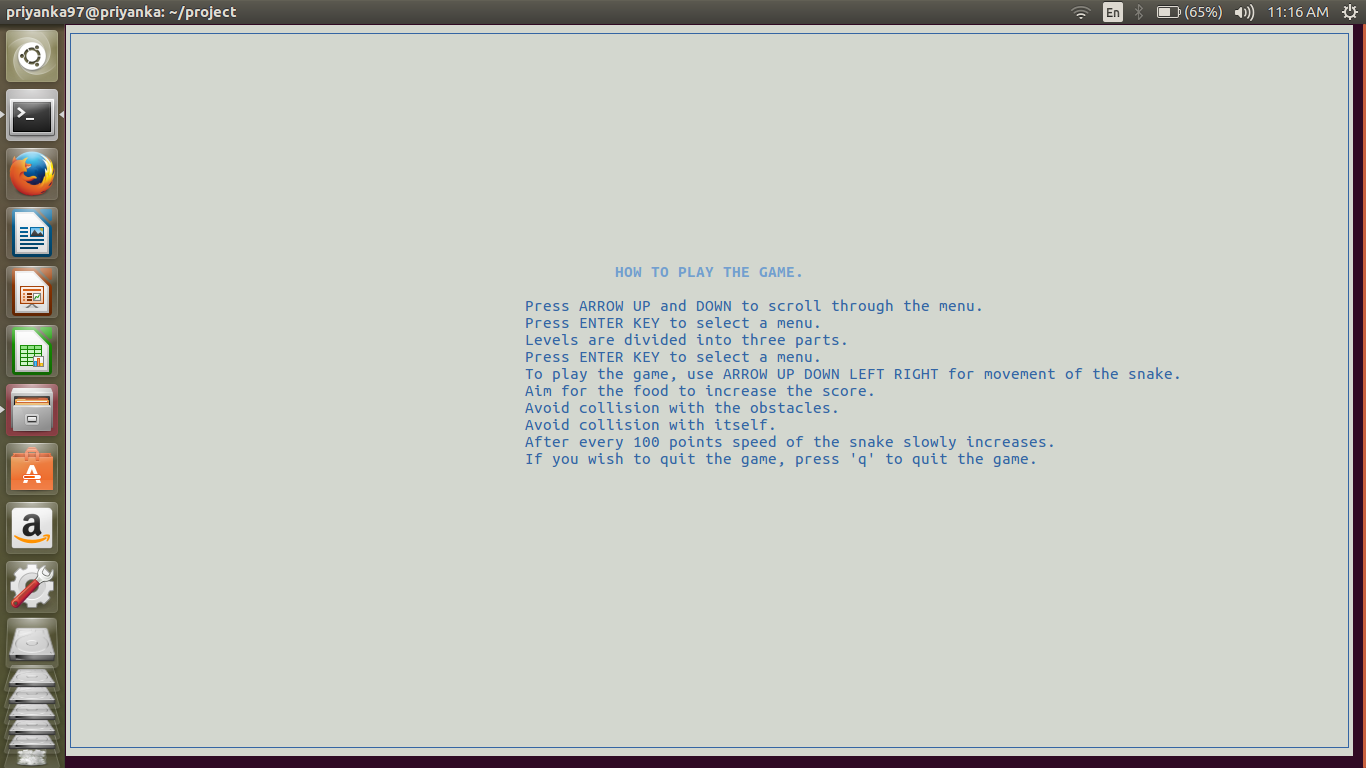 priyanka97@priyanka: ~/project
En
(65%)
11:16 AM
HOW TO PLAY THE GAME.
Press ARROW UP and DOWN to scroll through the menu.
Press ENTER KEY to select a menu.
Levels are divided into three parts.
Press ENTER KEY to select a menu.
To play the game, use ARROW UP DOWN LEFT RIGHT for movement of the snake.
Aim for the food to increase the score.
Avoid collision with the obstacles.
Avoid collision with itself.
After every 100 points speed of the snake slowly increases.
If you wish to quit the game, press 'q' to quit the game.